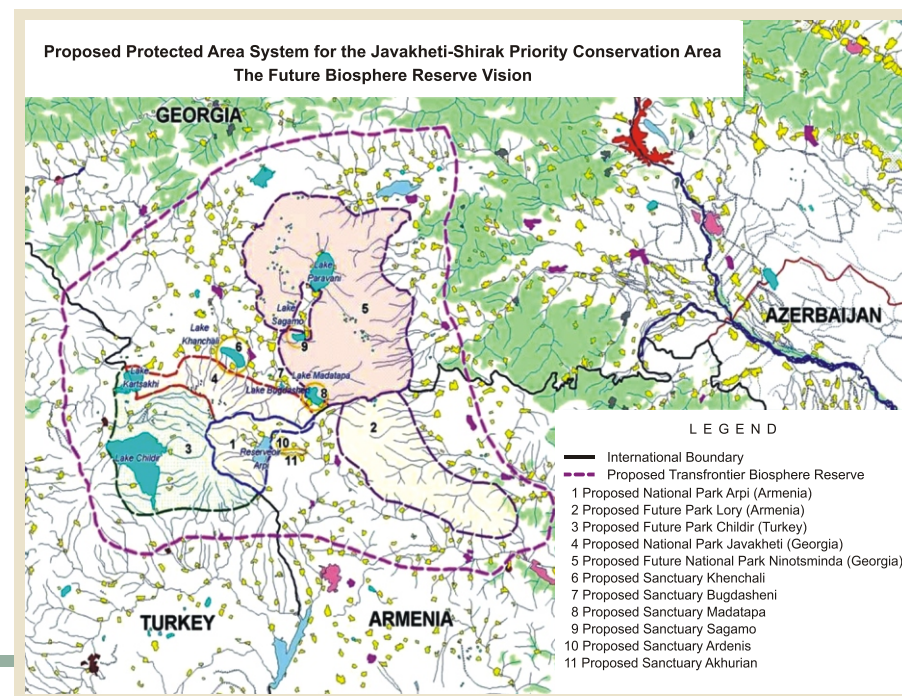 Proposed Protected Area System for the Javakheti-Shirak Priority Conservation Area
The Future Biosphere Reserve Vision
GEORGIA
Lake
Paravani
5
Lake
Sagamo
9
AZERBAIJAN
Lake
Khanchali
6
Lake
Kartsakhi
4
7
Lake Madatapa
Lake Bugdasheni
8
2
Lake Childir
3
1
10
Reservoir
Arpi
11
TURKEY
ARMENIA
LEGEND
International Boundary
Proposed Transfrontier Biosphere Reserve
1 Proposed National Park Arpi (Armenia)
2 Proposed Future Park Lory (Armenia)
3 Proposed Future Park Childir (Turkey)
4 Proposed National Park Javakheti (Georgia)
5 Proposed Future National Park Ninotsminda (Georgia)
6 Proposed Sanctuary Khenchali
7 Proposed Sanctuary Bugdasheni
8 Proposed Sanctuary Madatapa
9 Proposed Sanctuary Sagamo
10 Proposed Sanctuary Ardenis
11 Proposed Sanctuary Akhurian